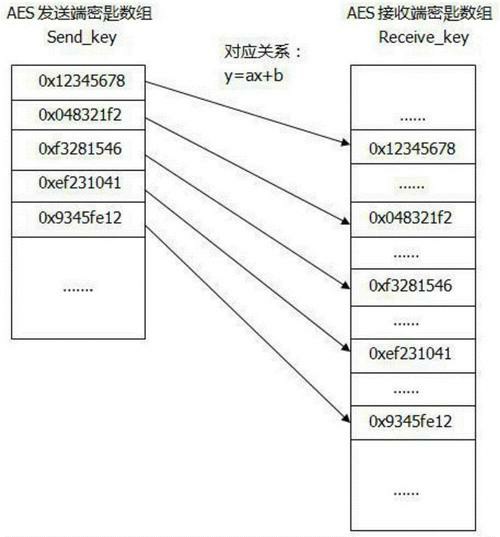 AES 发送端密匙数组
Send_key
0x12345678
0x048321f2
0xf3281546
0xef231041
0x9345fe12
.......
对应关系：
y=ax+b
AES 接收端密匙数组
Receive_key
......
0x12345678
......
0x048321f2
......
0xf3281546
......
0xef231041
......
0x9345fe12
......